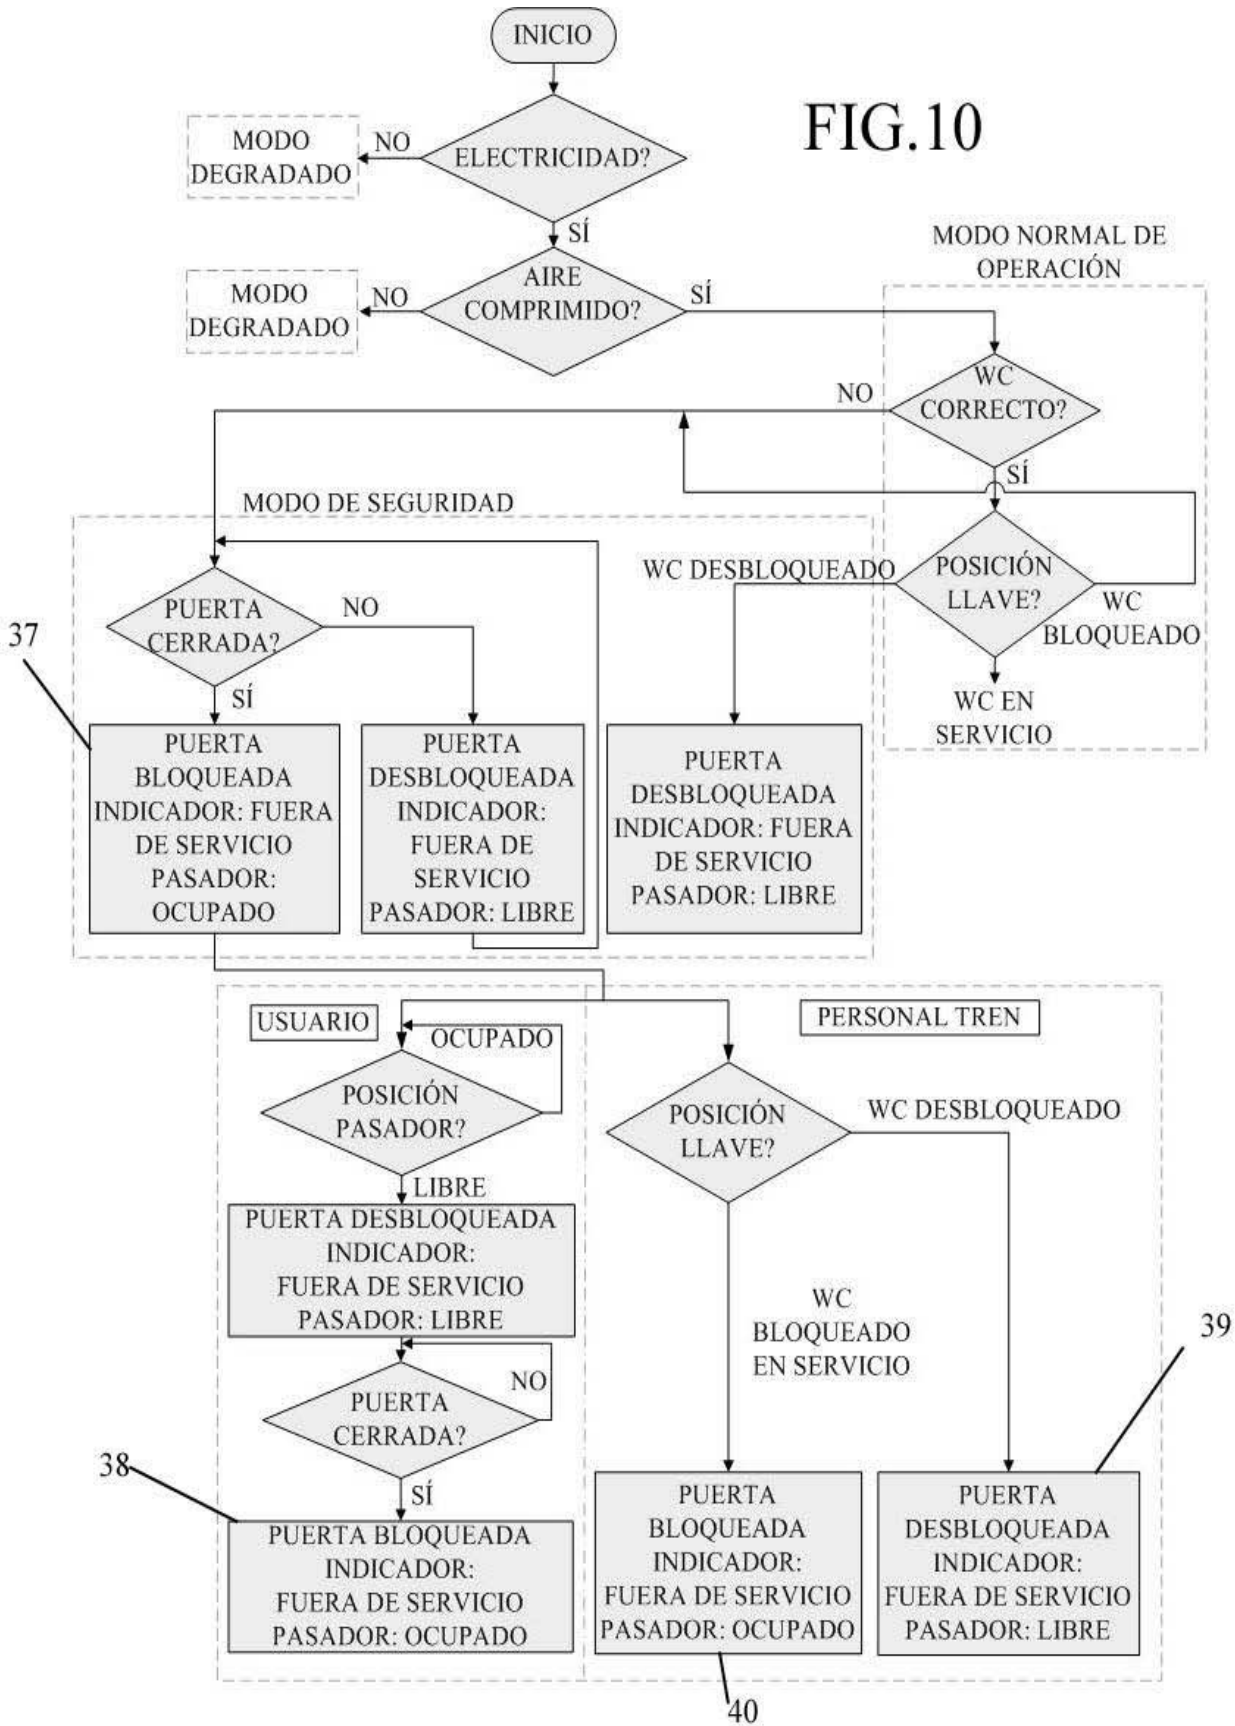 INICIO
FIG.10
ELECTRICIDAD?
NO
MODO
DEGRADADO
SÍ
AIRE
COMPRIMIDO?
NO
MODO
DEGRADADO
SÍ
MODO NORMAL DE
OPERACIÓN
WC
CORRECTO?
NO
SÍ
MODO DE SEGURIDAD
POSICIÓN
LLAVE?
WC DESBLOQUEADO
WC
BLOQUEADO
WC EN
SERVICIO
PUERTA
CERRADA?
NO
SÍ
37
PUERTA
BLOQUEADA
INDICADOR: FUERA
DE SERVICIO
PASADOR:
OCUPADO
PUERTA
DESBLOQUEADA
INDICADOR:
FUERA DE
SERVICIO
PASADOR: LIBRE
PUERTA
DESBLOQUEADA
INDICADOR: FUERA
DE SERVICIO
PASADOR: LIBRE
USUARIO
OCUPADO
POSICIÓN
PASADOR?
LIBRE
PUERTA DESBLOQUEADA
INDICADOR:
FUERA DE SERVICIO
PASADOR: LIBRE
NO
PUERTA
CERRADA?
SÍ
38
PUERTA BLOQUEADA
INDICADOR:
FUERA DE SERVICIO
PASADOR: OCUPADO
PERSONAL TREN
POSICIÓN
LLAVE?
WC DESBLOQUEADO
WC
BLOQUEADO
EN SERVICIO
39
PUERTA
BLOQUEADA
INDICADOR:
FUERA DE SERVICIO
PASADOR: OCUPADO
40
PUERTA
DESBLOQUEADA
INDICADOR:
FUERA DE SERVICIO
PASADOR: LIBRE